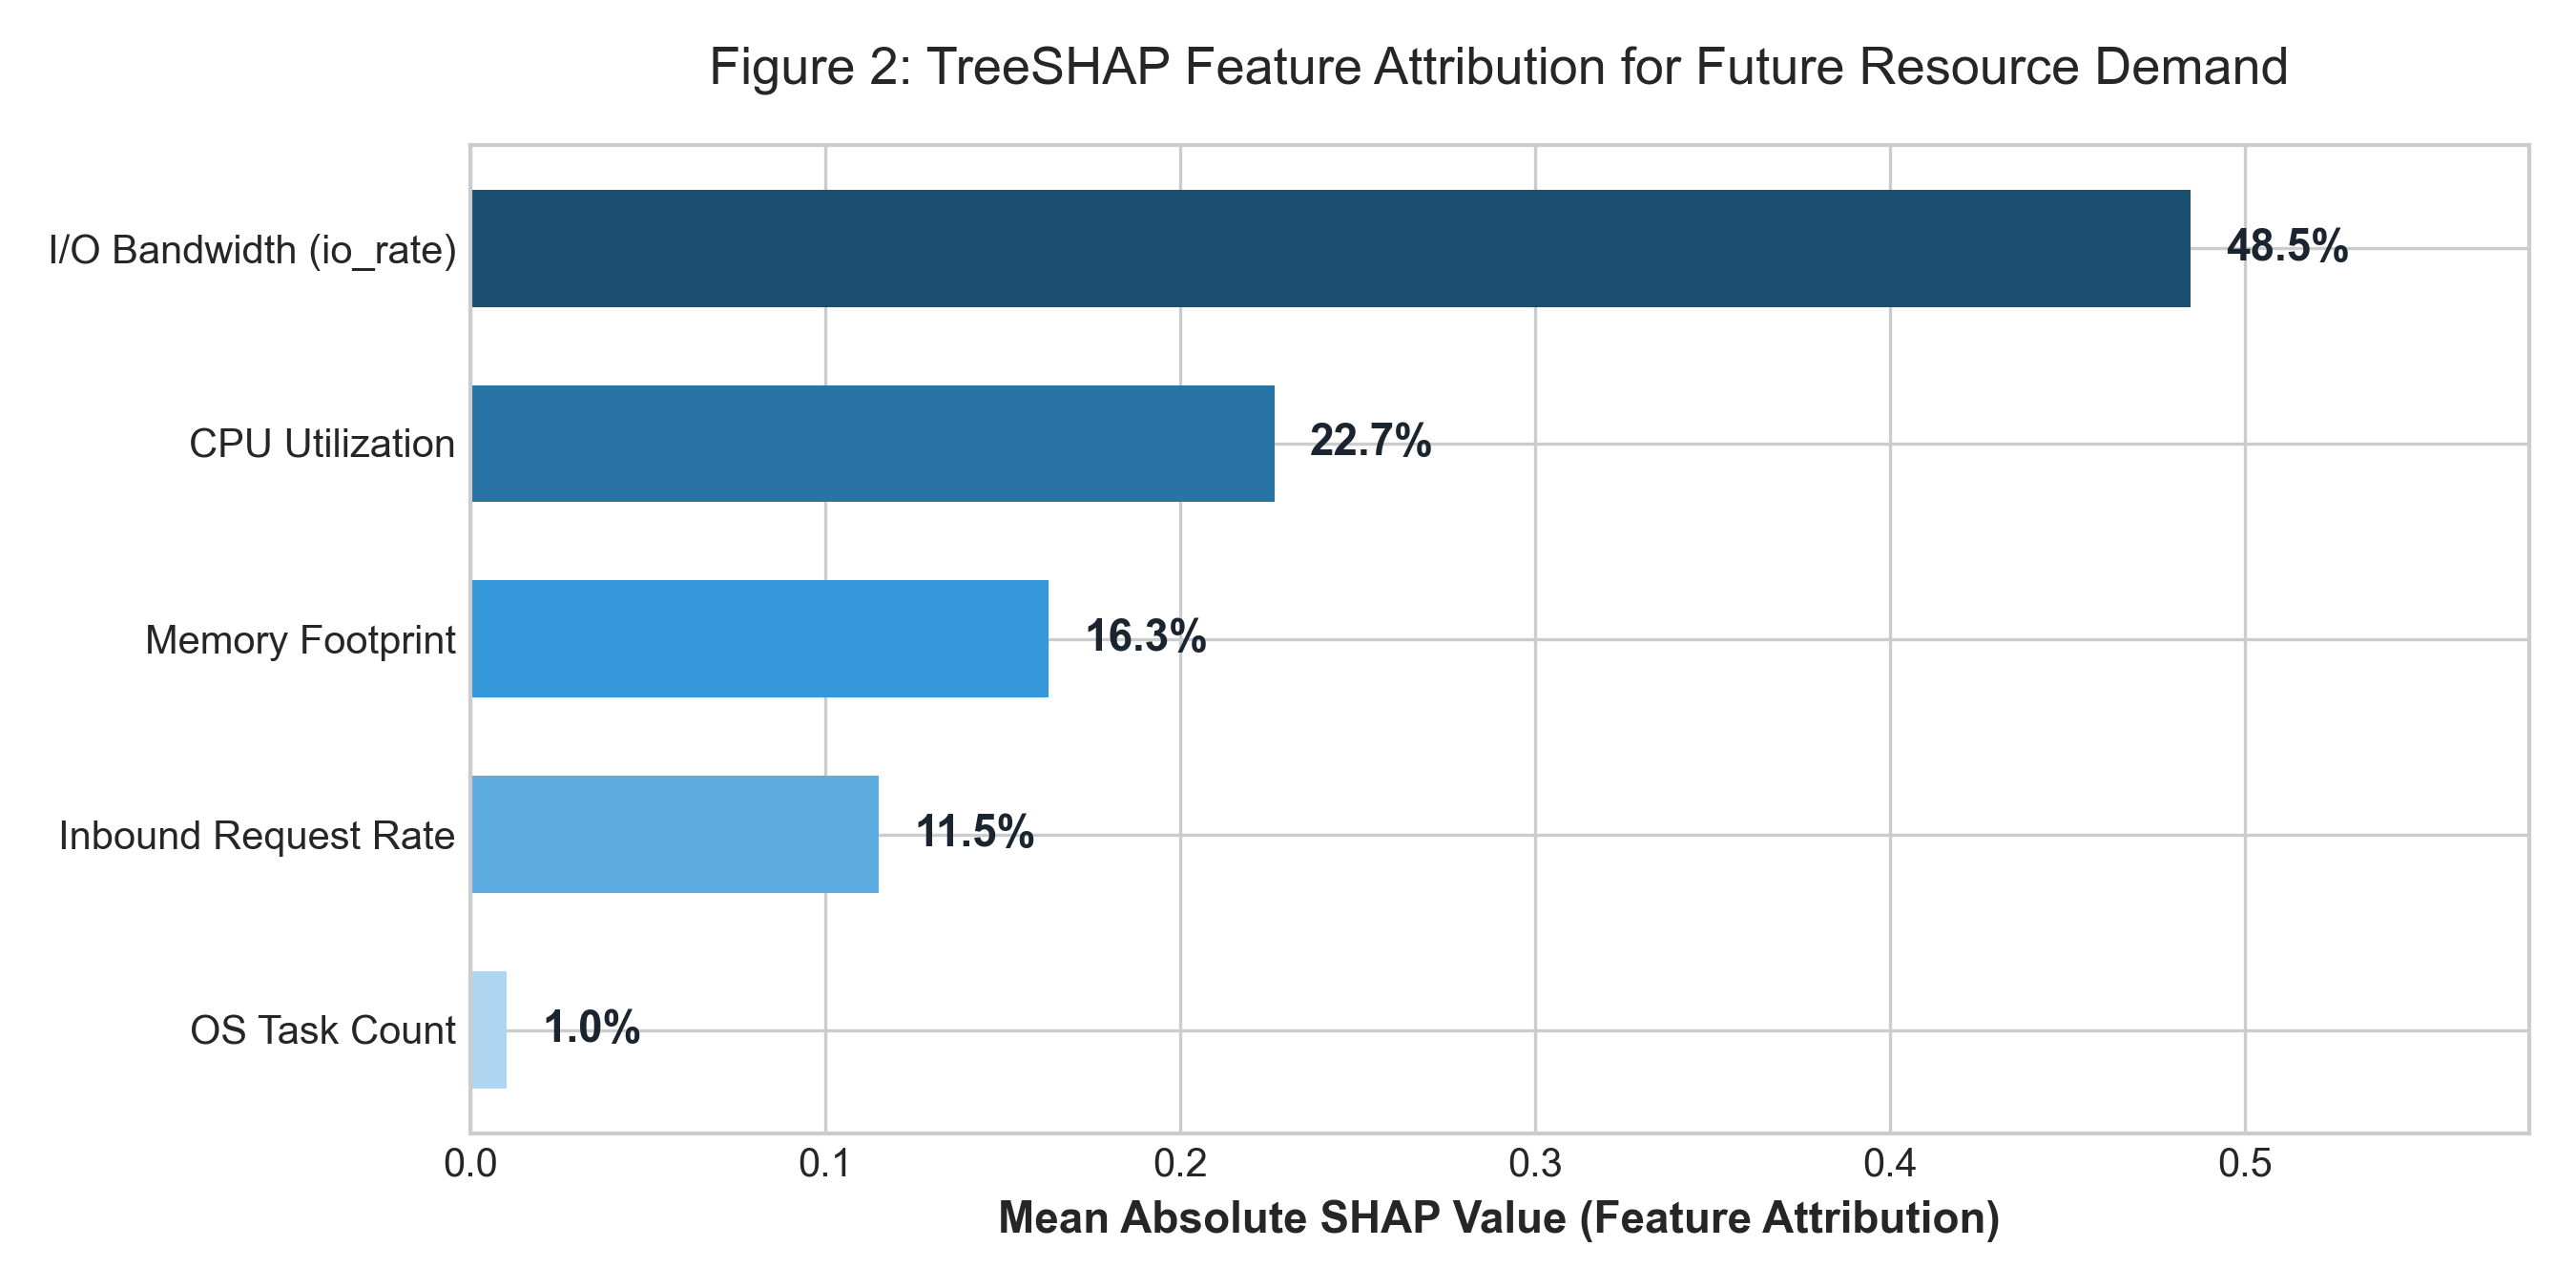 Figure 2: TreeSHAP Feature Attribution for Future Resource Demand
I/O Bandwidth (io_rate)
48.5%
CPU Utilization
22.7%
Memory Footprint
16.3%
Inbound Request Rate
11.5%
OS Task Count
1.0%
0.0 0.1 0.2 0.3 0.4 0.5
Mean Absolute SHAP Value (Feature Attribution)